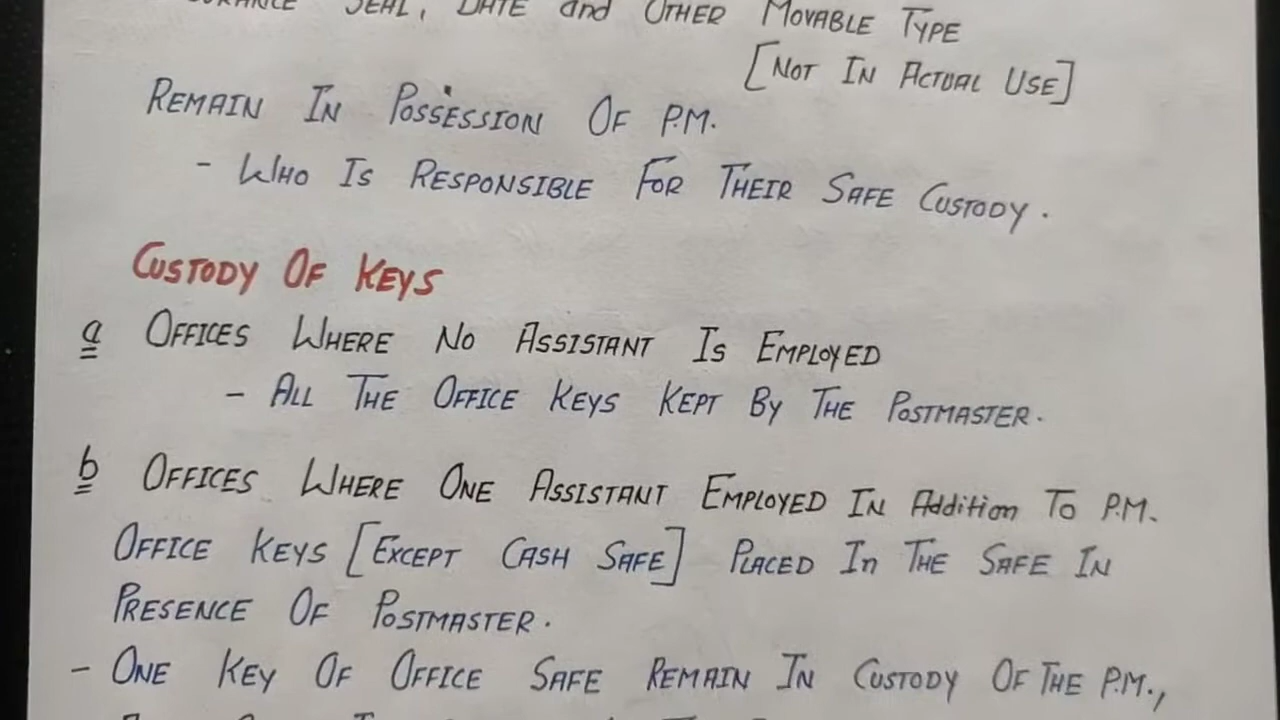 SEAL, DATE and OTHER MOVABLE TYPE
[NOT IN ACTUAL USE]
REMAIN IN POSSESSION OF P.M.
- WHO IS RESPONSIBLE FOR THEIR SAFE CUSTODY.
CUSTODY OF KEYS
a OFFICES WHERE NO ASSISTANT IS EMPLOYED
- ALL THE OFFICE KEYS KEPT BY THE POSTMASTER.
b OFFICES WHERE ONE ASSISTANT EMPLOYED IN Addition TO P.M.
OFFICE KEYS [EXCEPT CASH SAFE] PLACED In THE SAFE IN
PRESENCE OF POSTMASTER.
- ONE KEY OF OFFICE SAFE REMAIN IN CUSTODY OF THE P.M.,